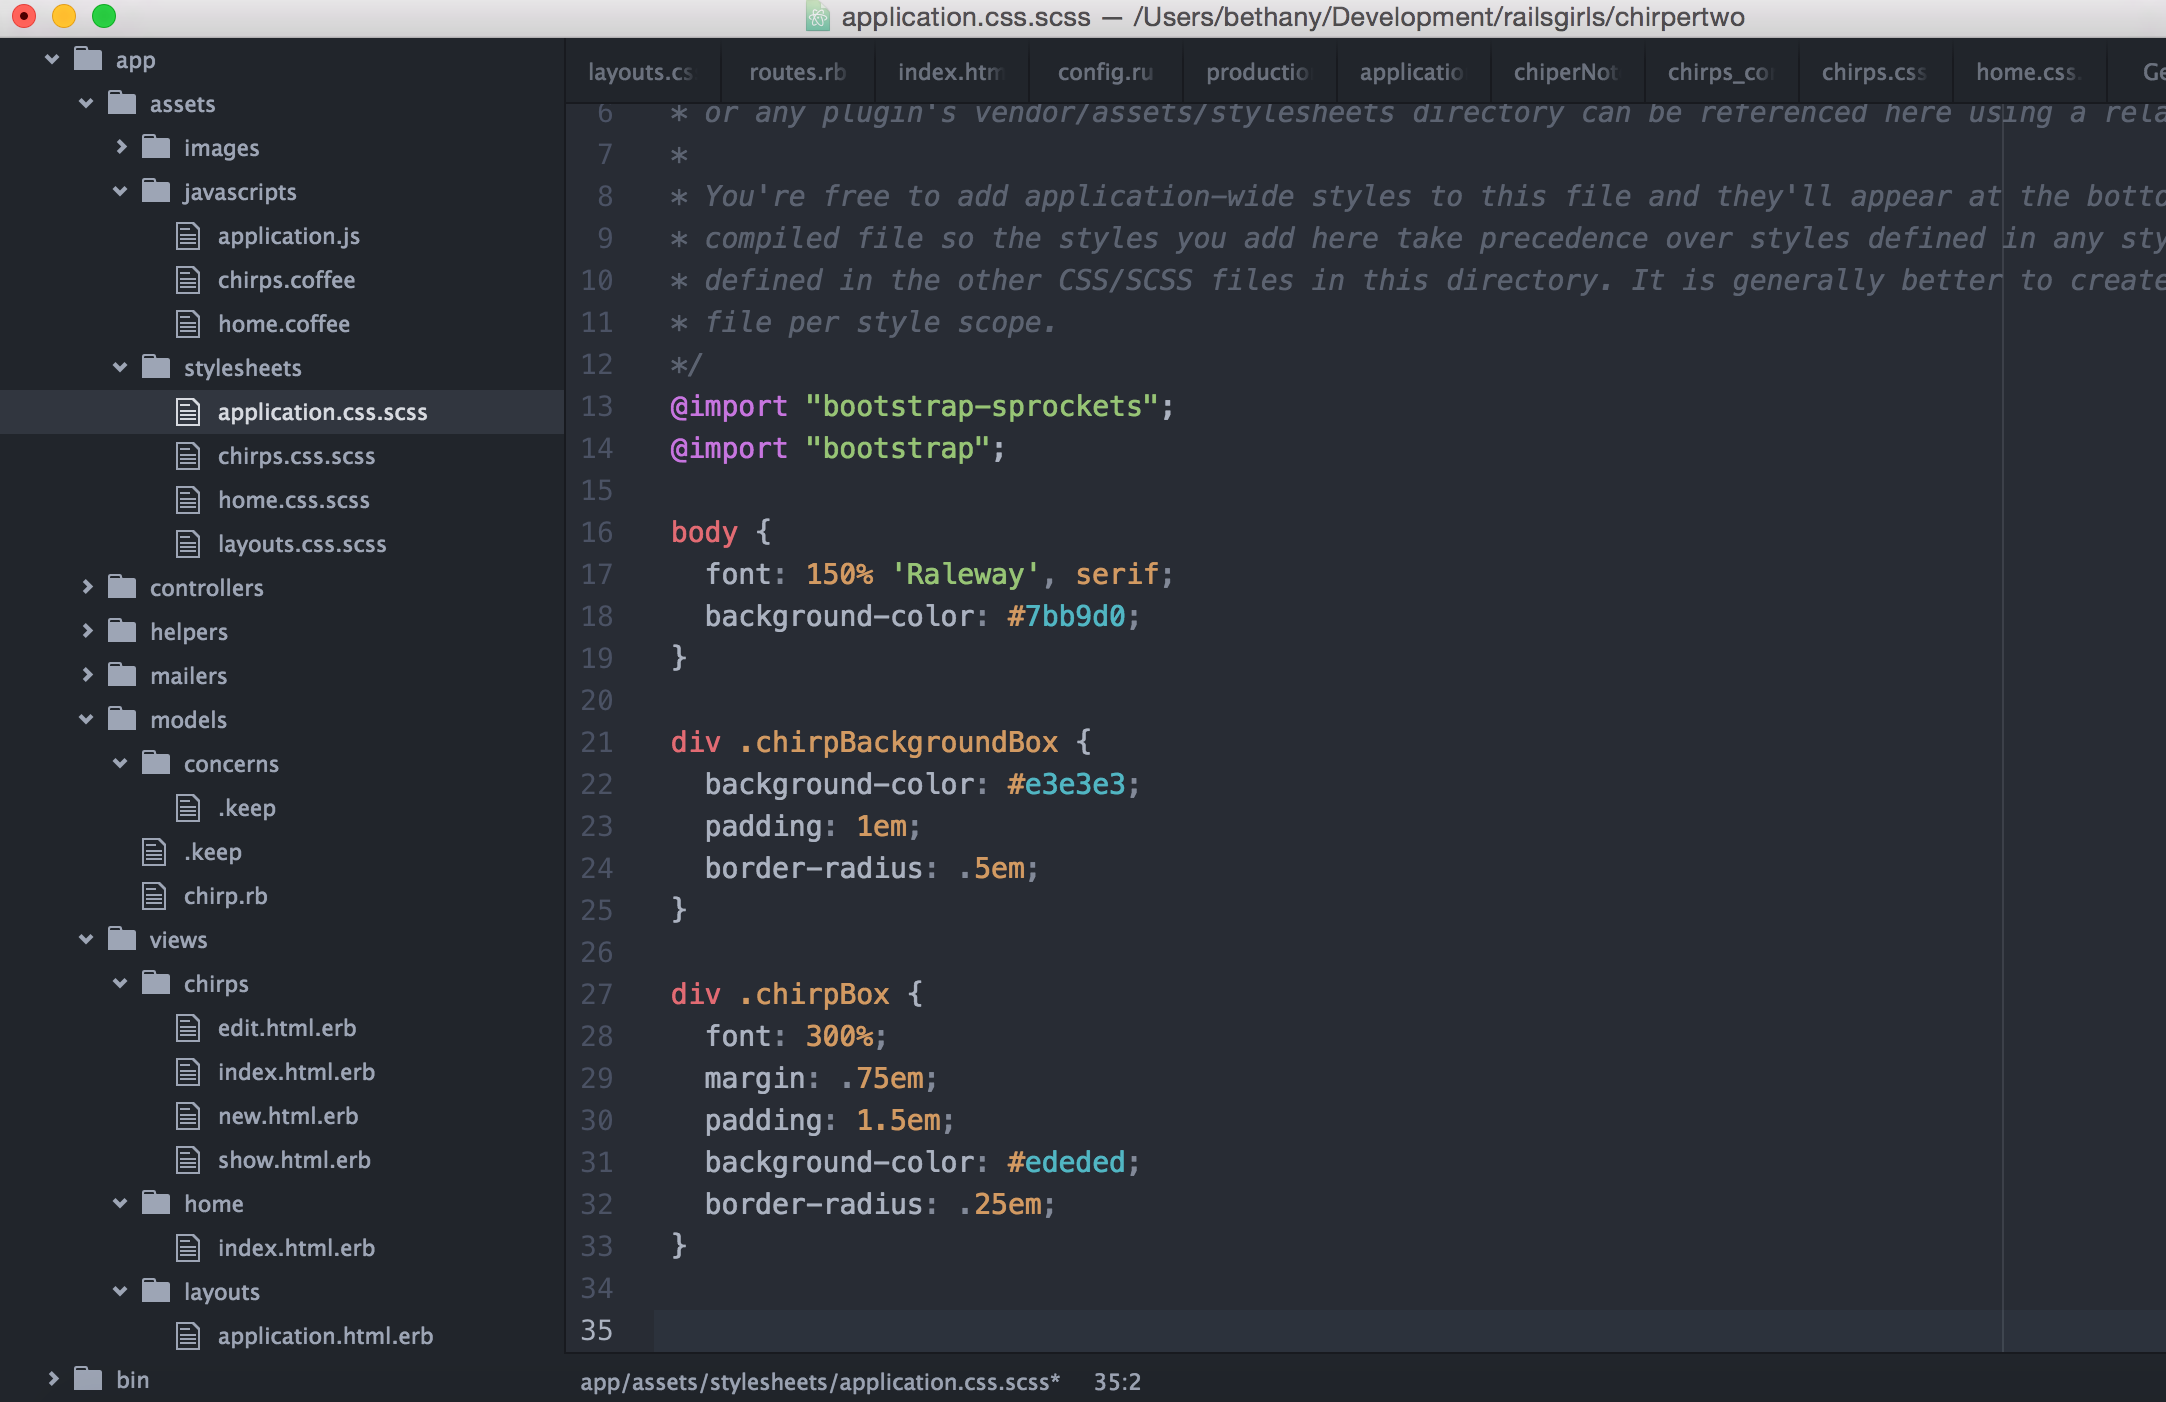 application.css.scss — /Users/bethany/Development/railsgirls/chirpertwo
app
assets
images
javascripts
application.js
chirps.coffee
home.coffee
stylesheets
application.css.scss
chirps.css.scss
home.css.scss
layouts.css.scss
controllers
helpers
mailers
models
concerns
.keep
.keep
chirp.rb
views
chirps
edit.html.erb
index.html.erb
new.html.erb
show.html.erb
home
index.html.erb
layouts
application.html.erb
bin
layouts.cs routes.rb index.htm config.ru productio applicatio chiperNot chirps_co chirps.css home.css. Ge
6 * or any plugin's vendor/assets/stylesheets directory can be referenced here using a rela
7 *
8 * You're free to add application-wide styles to this file and they'll appear at the botto
9 * compiled file so the styles you add here take precedence over styles defined in any sty
10 * defined in the other CSS/SCSS files in this directory. It is generally better to create
11 * file per style scope.
12 */
13 @import "bootstrap-sprockets";
14 @import "bootstrap";
15
16 body {
17 font: 150% 'Raleway', serif;
18 background-color: #7bb9d0;
19 }
20
21 div .chirpBackgroundBox {
22 background-color: #e3e3e3;
23 padding: 1em;
24 border-radius: .5em;
25 }
26
27 div .chirpBox {
28 font: 300%;
29 margin: .75em;
30 padding: 1.5em;
31 background-color: #ededed;
32 border-radius: .25em;
33 }
34
35
app/assets/stylesheets/application.css.scss* 35:2